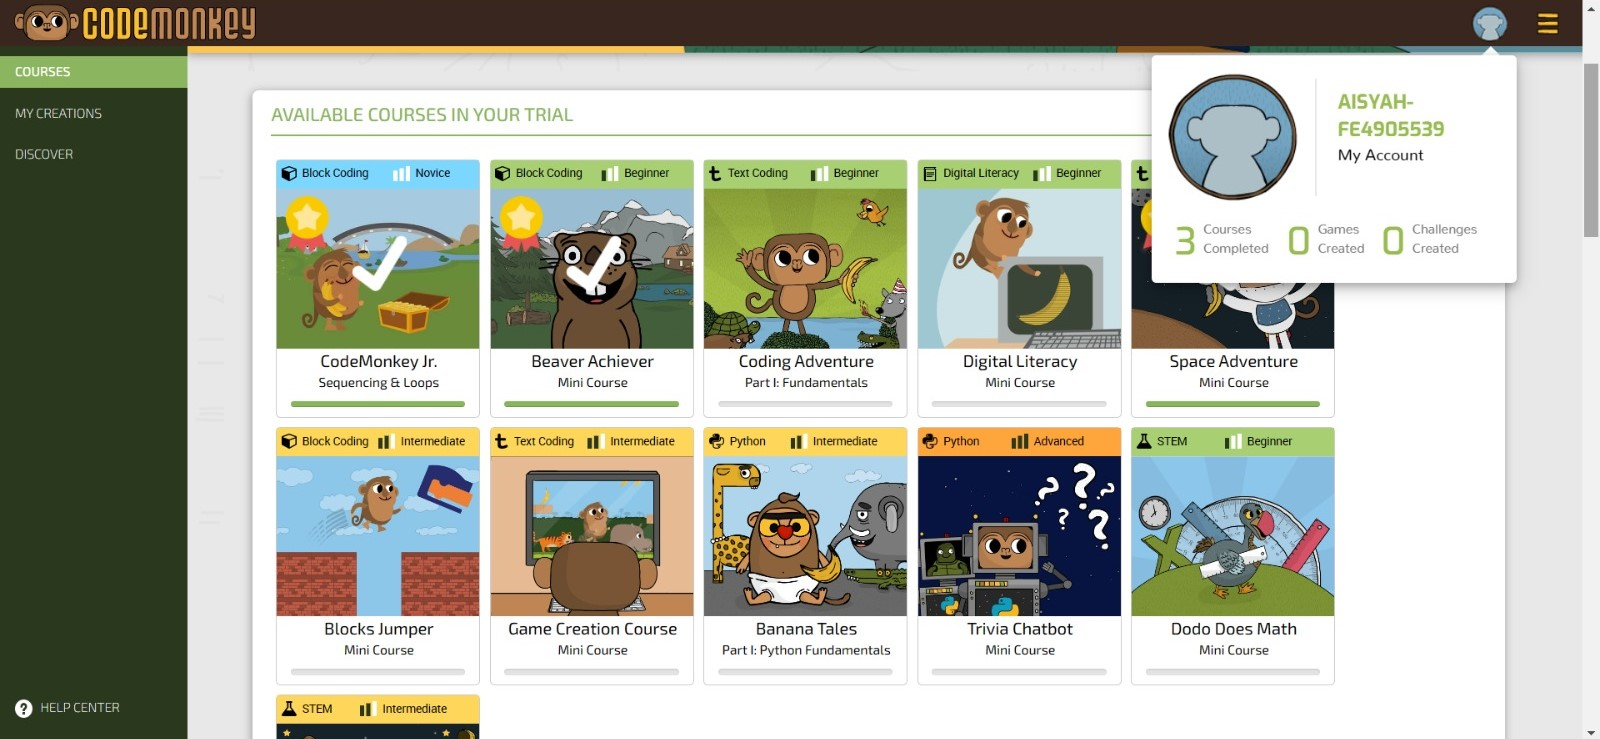 CODEMONKEY
COURSES
MY CREATIONS
DISCOVER
HELP CENTER
AISYAH-
FE4905539
My Account
3 Courses Completed
0 Games Created
0 Challenges Created
AVAILABLE COURSES IN YOUR TRIAL
Block Coding Novice
CodeMonkey Jr.
Sequencing & Loops
Block Coding Beginner
Beaver Achiever
Mini Course
Text Coding Beginner
Coding Adventure
Part I: Fundamentals
Digital Literacy Beginner
Digital Literacy
Mini Course
Space Adventure
Mini Course
Block Coding Intermediate
Blocks Jumper
Mini Course
Text Coding Intermediate
Game Creation Course
Mini Course
Python Intermediate
Banana Tales
Part I: Python Fundamentals
Python Advanced
? ? ? ? ?
Trivia Chatbot
Mini Course
STEM Beginner
Dodo Does Math
Mini Course
STEM Intermediate